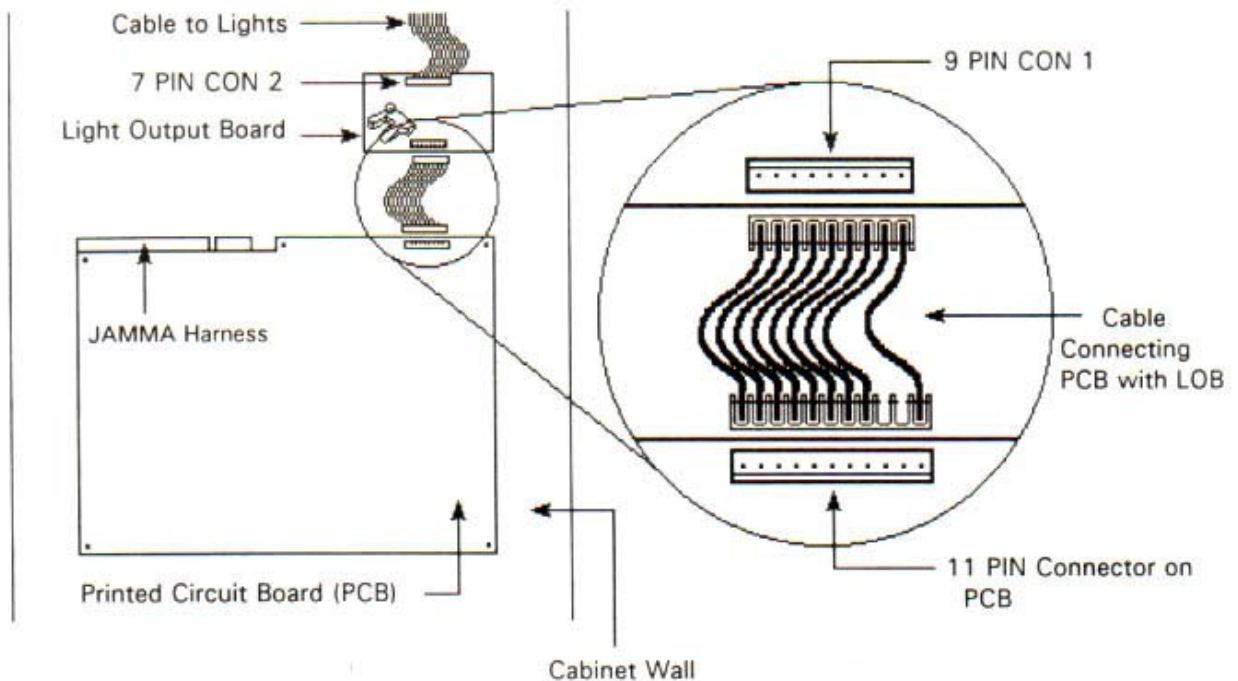 Cable to Lights
7 PIN CON 2
Light Output Board
JAMMA Harness
Printed Circuit Board (PCB)
Cabinet Wall
9 PIN CON 1
Cable
Connecting
PCB with LOB
11 PIN Connector on
PCB